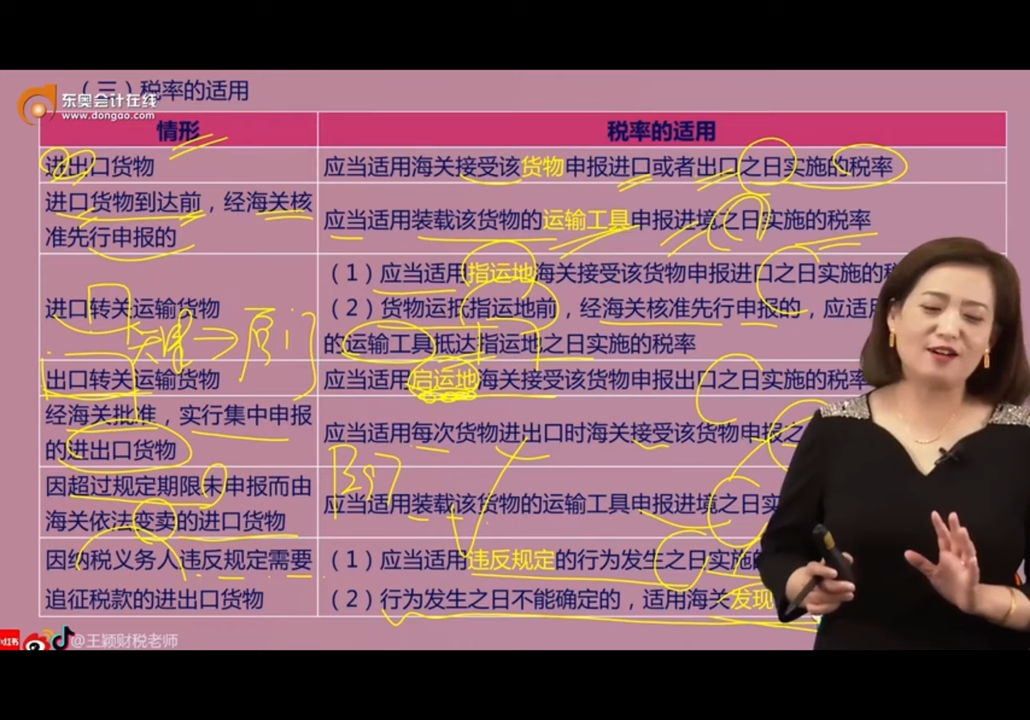 （三）税率的适用
东奥会计在线
www.dongao.com
情形 税率的适用
进出口货物 应当适用海关接受该货物申报进口或者出口之日实施的税率
进口货物到达前，经海关核
准先行申报的 应当适用装载该货物的运输工具申报进境之日实施的税率
进口转关运输货物 （1）应当适用指运地海关接受该货物申报进口之日实施的税
（2）货物运抵指运地前，经海关核准先行申报的，应适用
的运输工具抵达指运地之日实施的税率
天津→厦门
出口转关运输货物 应当适用启运地海关接受该货物申报出口之日实施的税率
经海关批准，实行集中申报
的进出口货物 应当适用每次货物进出口时海关接受该货物申报之
因超过规定期限未申报而由
海关依法变卖的进口货物 应当适用装载该货物的运输工具申报进境之日实
因纳税义务人违反规定需要
追征税款的进出口货物 （1）应当适用违反规定的行为发生之日实施的
（2）行为发生之日不能确定的，适用海关发现
小红书
@王颖财税老师